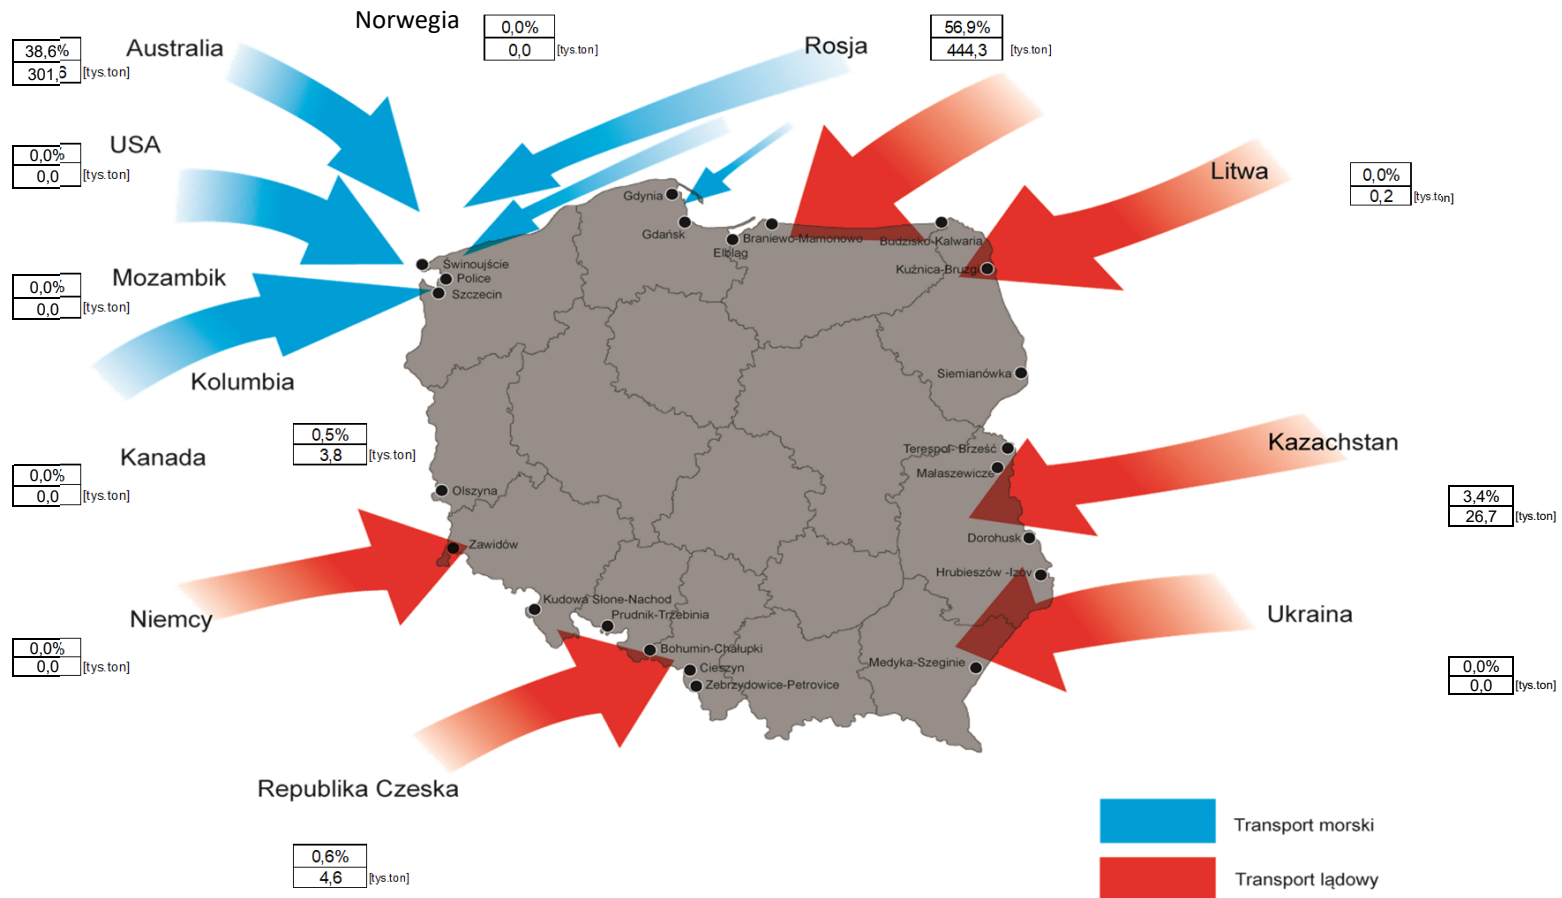 Norwegia
0,0%
0,0 [tys.ton]
Rosja
56,9%
444,3 [tys.ton]
Australia
38,6%
301,6 [tys.ton]
USA
0,0%
0,0 [tys.ton]
Litwa
0,0%
0,2 [tys.ton]
Mozambik
0,0%
0,0 [tys.ton]
Kolumbia
0,5%
3,8 [tys.ton]
Kanada
0,0%
0,0 [tys.ton]
Kazachstan
3,4%
26,7 [tys.ton]
Niemcy
0,0%
0,0 [tys.ton]
Ukraina
0,0%
0,0 [tys.ton]
Republika Czeska
0,6%
4,6 [tys.ton]
Gdynia
Gdańsk
Elbląg
Braniewo-Mamonowo
Budzisko-Kalwaria
Kuźnica-Bruzgi
Świnoujście
Police
Szczecin
Siemianówka
Terespol- Brześć
Małaszewicze
Olszyna
Zawidów
Dorohusk
Hrubieszów -Izów
Kudowa Słone-Nachod
Prudnik-Trzebinia
Bohumin-Chałupki
Cieszyn
Zebrzydowice-Petrovice
Medyka-Szeginie
Transport morski
Transport lądowy